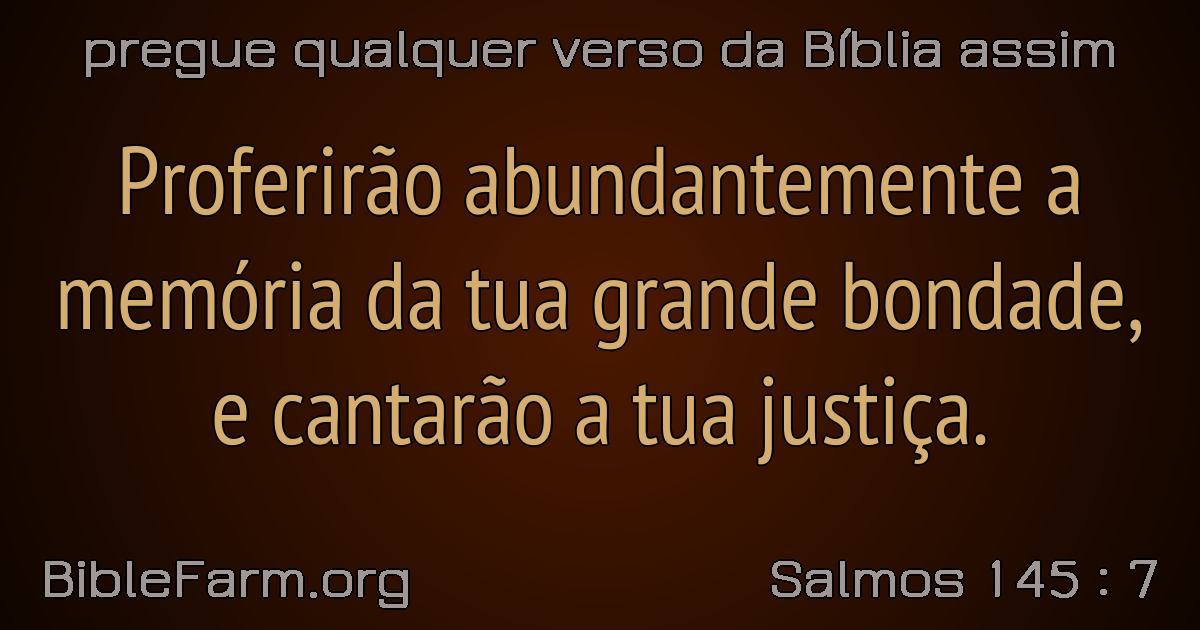 pregue qualquer verso da Bíblia assim
Proferirão abundantemente a
memória da tua grande bondade,
e cantarão a tua justiça.
BibleFarm.org
Salmos 145 : 7